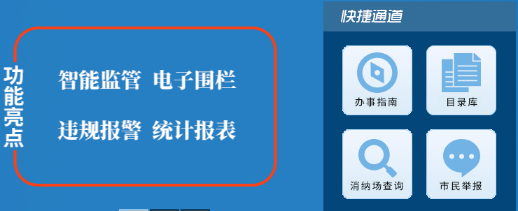 功能亮点
智能监管 电子围栏
违规报警 统计报表
快捷通道
办事指南
目录库
消纳场查询
市民举报